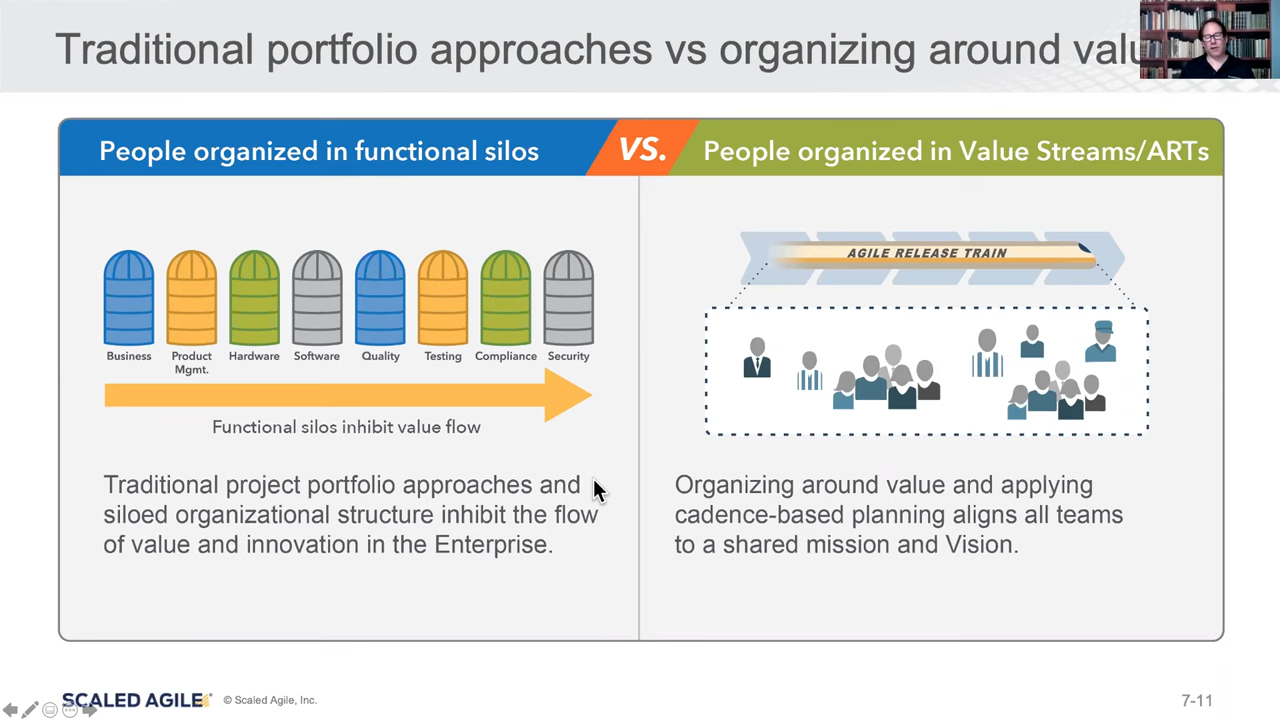 Traditional portfolio approaches vs organizing around valu
People organized in functional silos
VS.
People organized in Value Streams/ARTs
AGILE RELEASE TRAIN
Business
Product
Mgmt.
Hardware
Software
Quality
Testing
Compliance
Security
Functional silos inhibit value flow
Traditional project portfolio approaches and
siloed organizational structure inhibit the flow
of value and innovation in the Enterprise.
Organizing around value and applying
cadence-based planning aligns all teams
to a shared mission and Vision.
SCALED AGILE
© Scaled Agile, Inc.
7-11